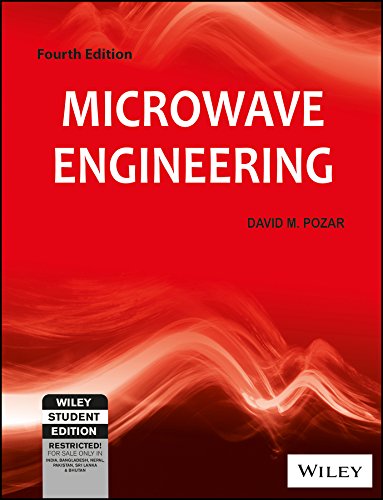 Fourth Edition
MICROWAVE
ENGINEERING
DAVID M. POZAR
WILEY
STUDENT
EDITION
RESTRICTED!
FOR SALE ONLY IN
INDIA, BANGLADESH, NEPAL,
PAKISTAN, SRI LANKA
& BHUTAN
WILEY